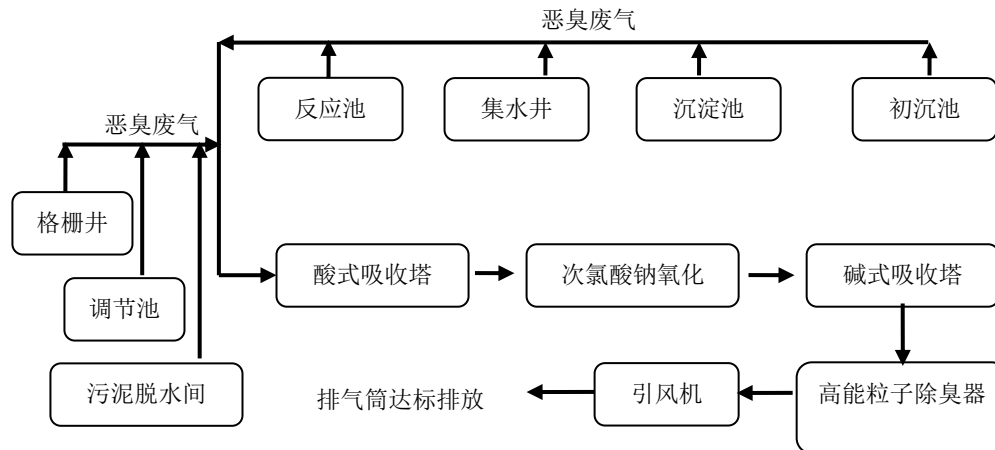 恶臭废气
反应池
集水井
沉淀池
初沉池
恶臭废气
格栅井
酸式吸收塔
次氯酸钠氧化
碱式吸收塔
调节池
污泥脱水间
排气筒达标排放
引风机
高能粒子除臭器